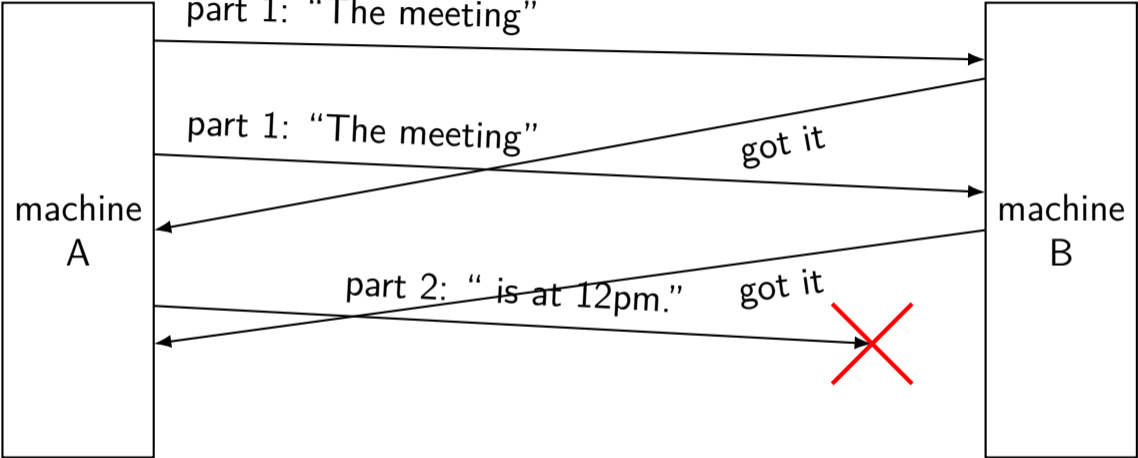 part 1: “The meeting”
part 1: “The meeting”
got it
machine
A
machine
B
part 2: “ is at 12pm.”
got it